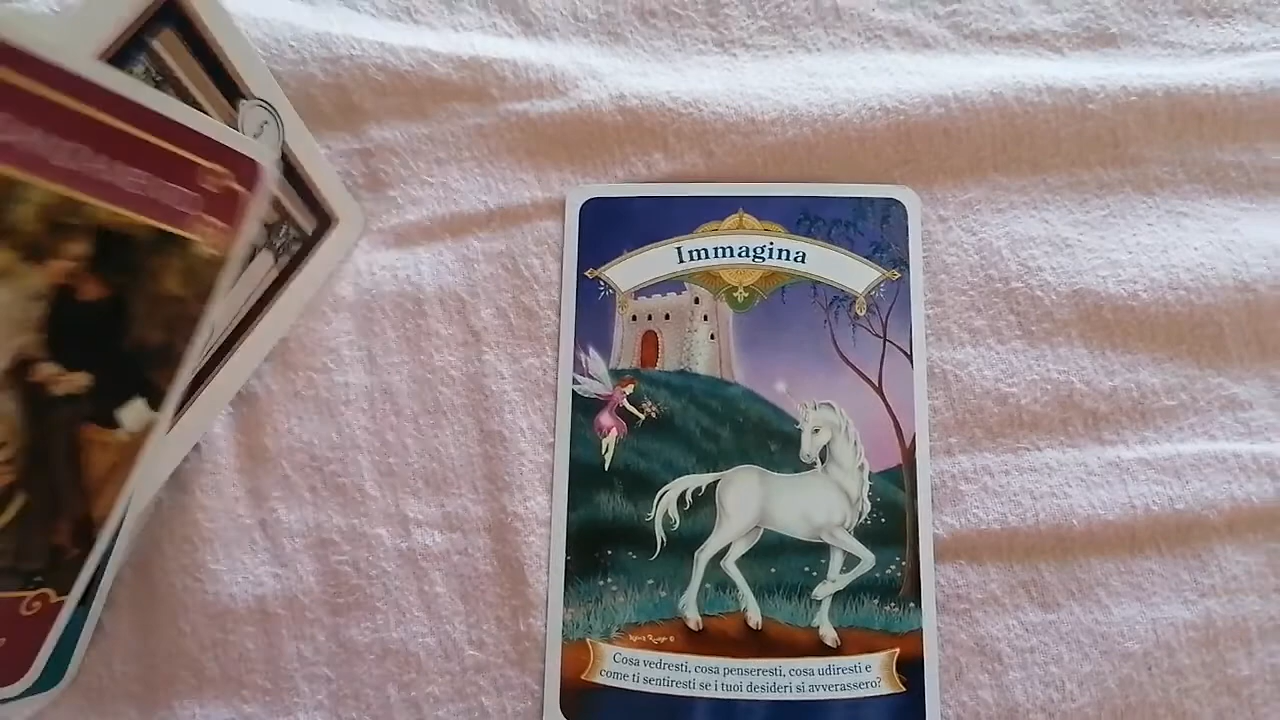 Immagina
Cosa vedresti, cosa penseresti, cosa udiresti e
come ti sentiresti se i tuoi desideri si avverassero?